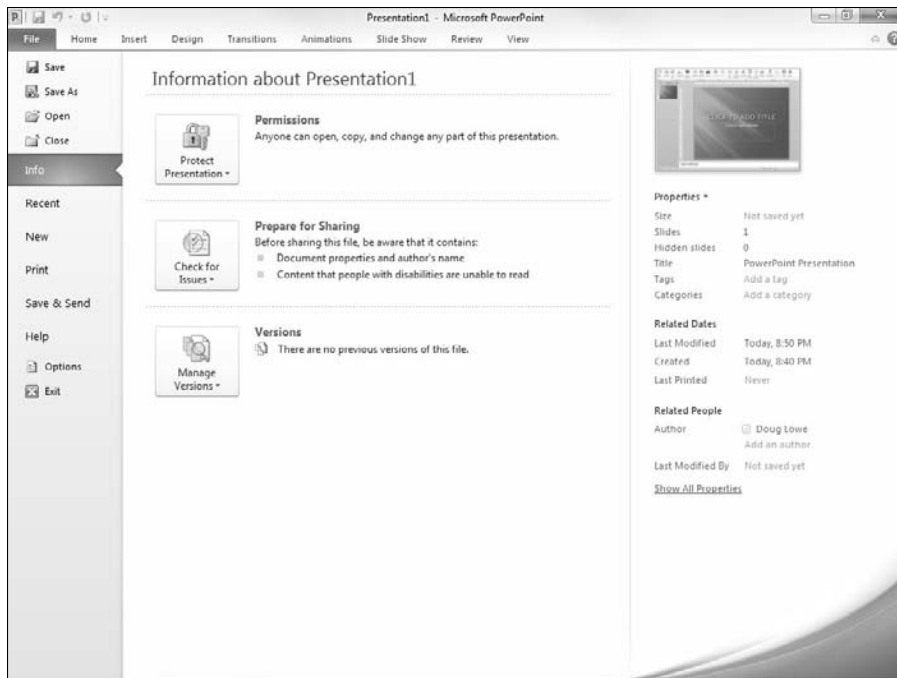 Presentation1 - Microsoft PowerPoint
File Home Insert Design Transitions Animations Slide Show Review View
Save
Save As
Open
Close
Info
Recent
New
Print
Save & Send
Help
Options
Exit
Information about Presentation1
Protect
Presentation
Permissions
Anyone can open, copy, and change any part of this presentation.
Check for
Issues
Prepare for Sharing
Before sharing this file, be aware that it contains:
Document properties and author's name
Content that people with disabilities are unable to read
Manage
Versions
Versions
There are no previous versions of this file.
CLICK TO ADD TITLE
Properties
Size Not saved yet
Slides 1
Hidden slides 0
Title PowerPoint Presentation
Tags Add a tag
Categories Add a category
Related Dates
Last Modified Today, 8:50 PM
Created Today, 8:40 PM
Last Printed Never
Related People
Author Doug Lowe
Add an author
Last Modified By Not saved yet
Show All Properties